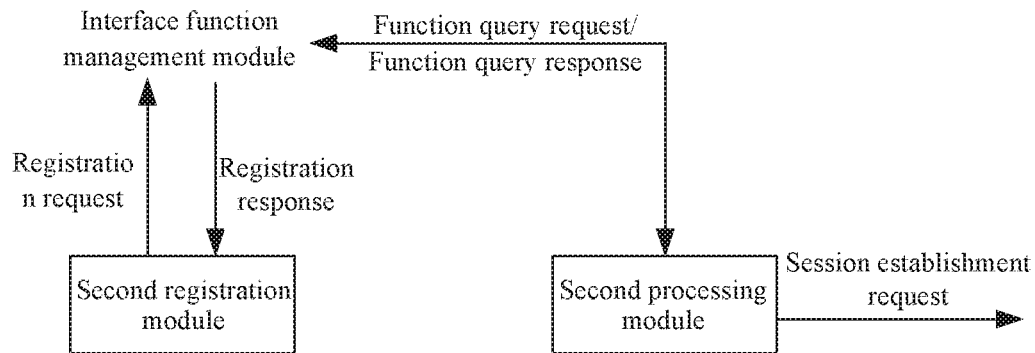 Interface function
management module
Function query request/
Function query response
Registratio
n request
Registration
response
Second registration
module
Second processing
module
Session establishment
request